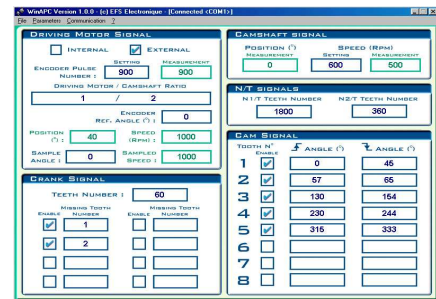 WinAPC Version 1.0.0 - (c) EFS Electronique - [Connected <COM1>]
File Parameters Communication ?
DRIVING MOTOR SIGNAL
INTERNAL EXTERNAL
SETTING MEASUREMENT
ENCODER PULSE NUMBER : 900 900
DRIVING MOTOR / CAMSHAFT RATIO
1 / 2
ENCODER REF. ANGLE (°) : 0
POSITION (°) : 40 SPEED (RPM) : 1000
SAMPLE ANGLE : 0 SAMPLED SPEED : 1000
CRANK SIGNAL
TEETH NUMBER : 60
ENABLE MISSING TOOTH NUMBER ENABLE MISSING TOOTH NUMBER
1
2
CAMSHAFT SIGNAL
POSITION (°) SPEED (RPM)
MEASUREMENT SETTING MEASUREMENT
0 600 500
N/T SIGNALS
N1/T TEETH NUMBER N2/T TEETH NUMBER
1800 360
CAM SIGNAL
TOOTH N° ENABLE ANGLE (°) ANGLE (°)
1 0 45
2 57 65
3 130 154
4 230 244
5 315 333
6
7
8